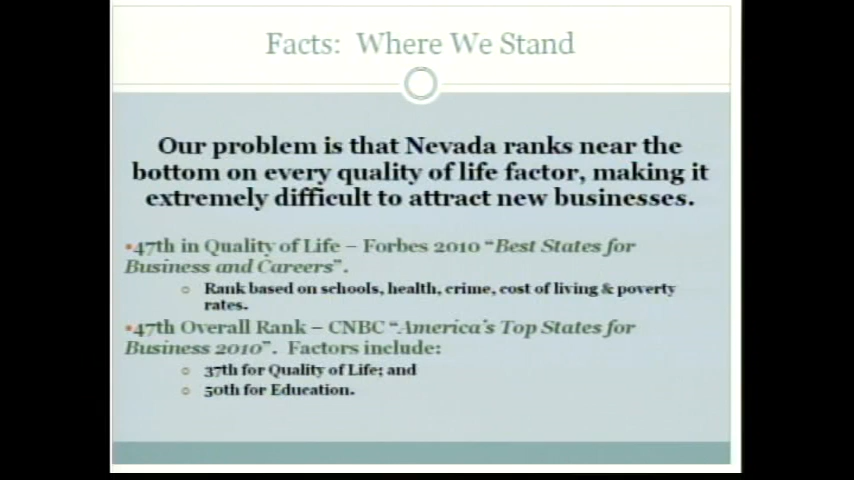 Facts: Where We Stand
Our problem is that Nevada ranks near the
bottom on every quality of life factor, making it
extremely difficult to attract new businesses.
•47th in Quality of Life – Forbes 2010 “Best States for
Business and Careers”.
○ Rank based on schools, health, crime, cost of living & poverty
rates.
•47th Overall Rank – CNBC “America’s Top States for
Business 2010”. Factors include:
○ 37th for Quality of Life; and
○ 50th for Education.